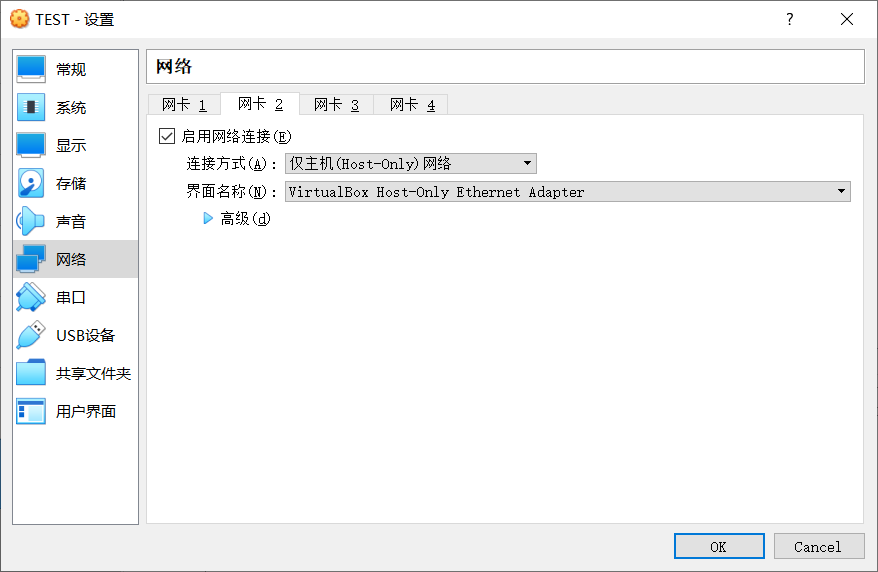 TEST - 设置
?
常规
系统
显示
存储
声音
网络
串口
USB设备
共享文件夹
用户界面
网络
网卡 1 网卡 2 网卡 3 网卡 4
启用网络连接(E)
连接方式(A)： 仅主机(Host-Only)网络
界面名称(N)： VirtualBox Host-Only Ethernet Adapter
高级(d)
OK Cancel